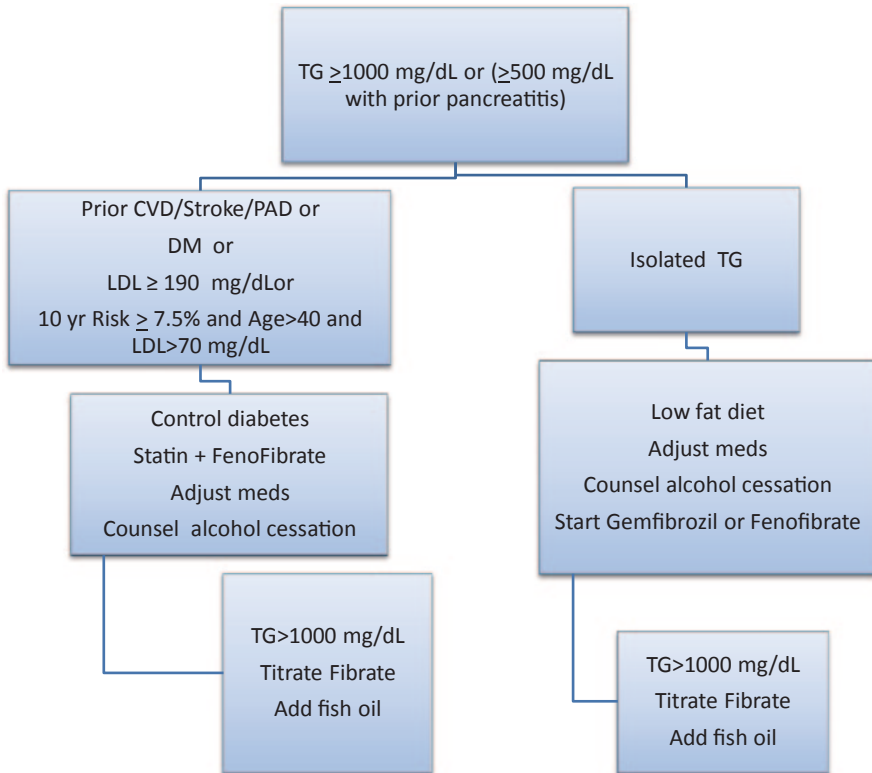 TG ≥1000 mg/dL or (≥500 mg/dL
with prior pancreatitis)
Prior CVD/Stroke/PAD or
DM or
LDL ≥ 190 mg/dLor
10 yr Risk ≥ 7.5% and Age>40 and
LDL>70 mg/dL
Isolated TG
Control diabetes
Statin + FenoFibrate
Adjust meds
Counsel alcohol cessation
Low fat diet
Adjust meds
Counsel alcohol cessation
Start Gemfibrozil or Fenofibrate
TG>1000 mg/dL
Titrate Fibrate
Add fish oil
TG>1000 mg/dL
Titrate Fibrate
Add fish oil